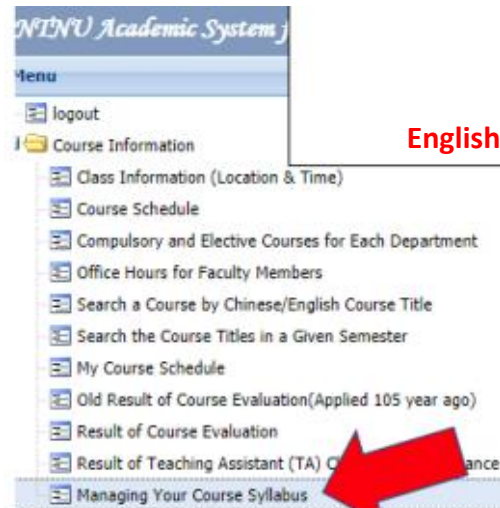 NTNU Academic System f
Menu
English
logout
Course Information
Class Information (Location & Time)
Course Schedule
Compulsory and Elective Courses for Each Department
Office Hours for Faculty Members
Search a Course by Chinese/English Course Title
Search the Course Titles in a Given Semester
My Course Schedule
Old Result of Course Evaluation(Applied 105 year ago)
Result of Course Evaluation
Result of Teaching Assistant (TA)
Managing Your Course Syllabus